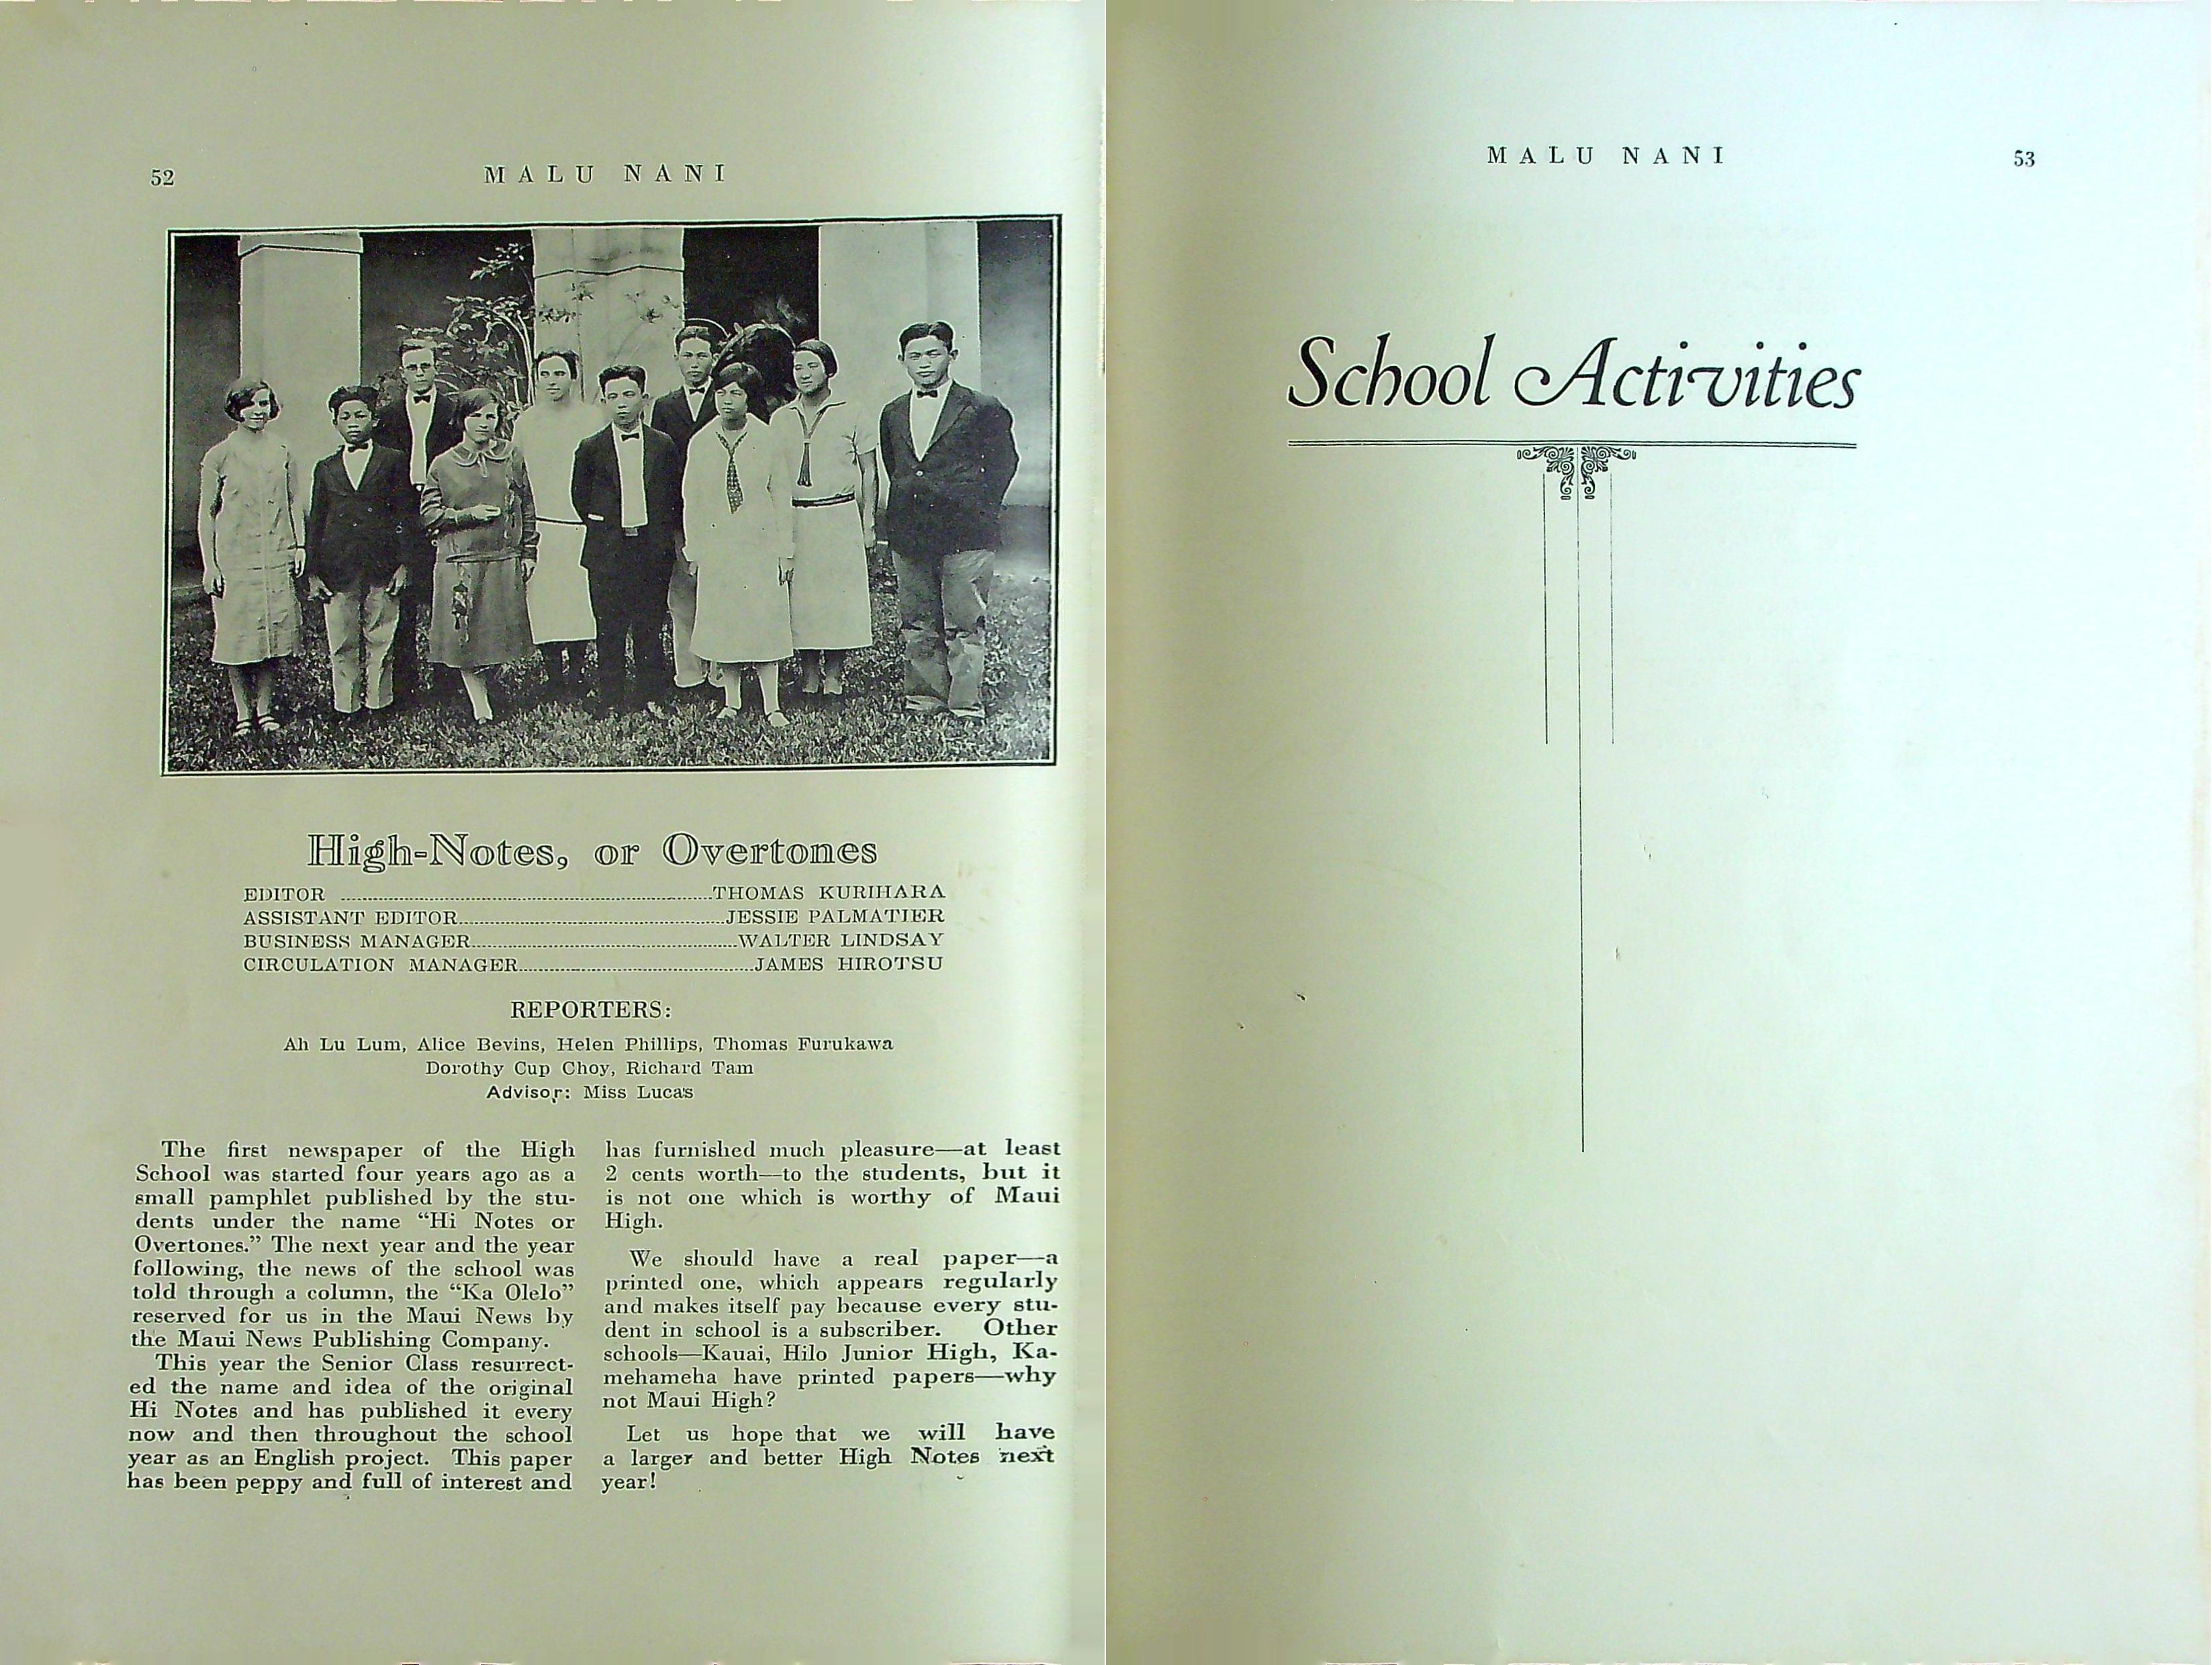 52
MALU NANI
High-Notes, or Overtones
EDITOR ..........THOMAS KURIHARA
ASSISTANT EDITOR..........JESSIE PALMATIER
BUSINESS MANAGER..........WALTER LINDSAY
CIRCULATION MANAGER..........JAMES HIROTSU
REPORTERS:
Ah Lu Lum, Alice Bevins, Helen Phillips, Thomas Furukawa
Dorothy Cup Choy, Richard Tam
Advisor: Miss Lucas
The first newspaper of the High
School was started four years ago as a
small pamphlet published by the stu-
dents under the name “Hi Notes or
Overtones.” The next year and the year
following, the news of the school was
told through a column, the “Ka Olelo”
reserved for us in the Maui News by
the Maui News Publishing Company.
This year the Senior Class resurrect-
ed the name and idea of the original
Hi Notes and has published it every
now and then throughout the school
year as an English project. This paper
has been peppy and full of interest and
has furnished much pleasure—at least
2 cents worth—to the students, but it
is not one which is worthy of Maui
High.
We should have a real paper—a
printed one, which appears regularly
and makes itself pay because every stu-
dent in school is a subscriber. Other
schools—Kauai, Hilo Junior High, Ka-
mehameha have printed papers—why
not Maui High?
Let us hope that we will have
a larger and better High Notes next
year!
MALU NANI
53
School Activities